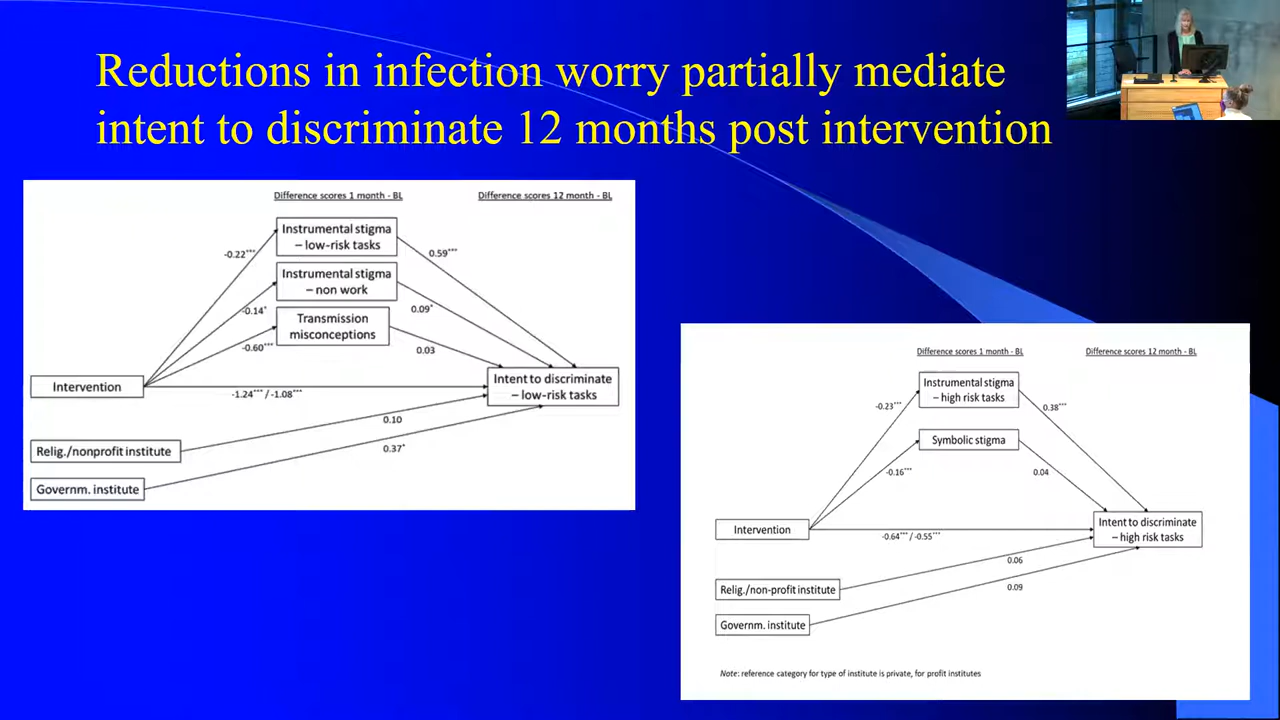 Reductions in infection worry partially mediate
intent to discriminate 12 months post intervention
Difference scores 1 month - BL
Difference scores 12 month - BL
Instrumental stigma
– low-risk tasks
-0.22***
0.59***
Instrumental stigma
– non work
-0.14*
0.09*
Transmission
misconceptions
-0.60***
0.03
Intervention
-1.24*** / -1.08***
Intent to discriminate
– low-risk tasks
0.10
0.37*
Relig./nonprofit institute
Governm. institute
Difference scores 1 month - BL
Difference scores 12 month - BL
Instrumental stigma
– high risk tasks
-0.23***
0.38***
Symbolic stigma
-0.16***
0.04
Intervention
-0.64*** / -0.55***
Intent to discriminate
– high risk tasks
0.06
0.09
Relig./non-profit institute
Governm. institute
Note: reference category for type of institute is private, for profit institutes